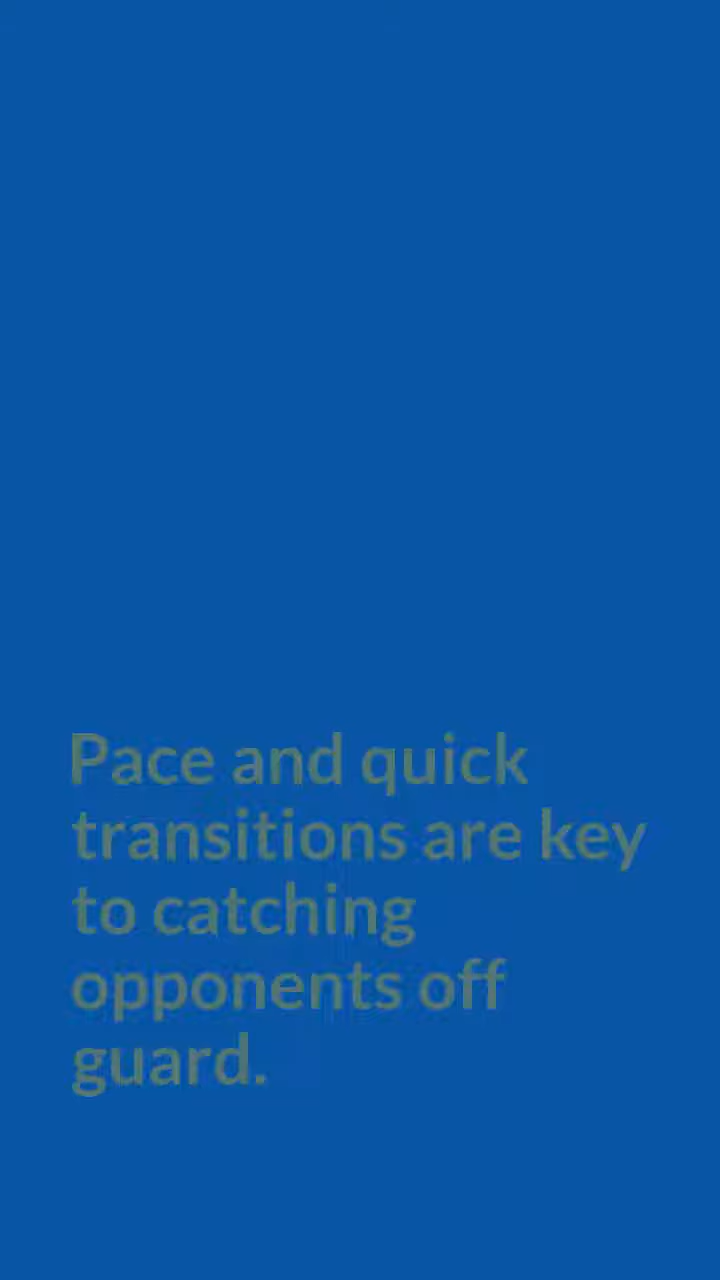 Pace and quick
transitions are key
to catching
opponents off
guard.